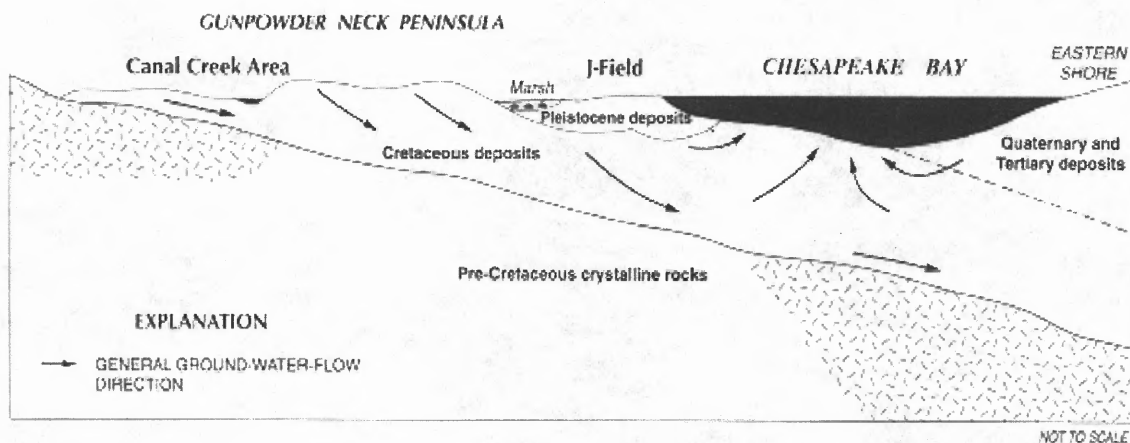 GUNPOWDER NECK PENINSULA
Canal Creek Area
J-Field
CHESAPEAKE BAY
EASTERN
SHORE
Marsh
Pleistocene deposits
Cretaceous deposits
Quaternary and
Tertiary deposits
Pre-Cretaceous crystalline rocks
EXPLANATION
GENERAL GROUND-WATER-FLOW
DIRECTION
NOT TO SCALE